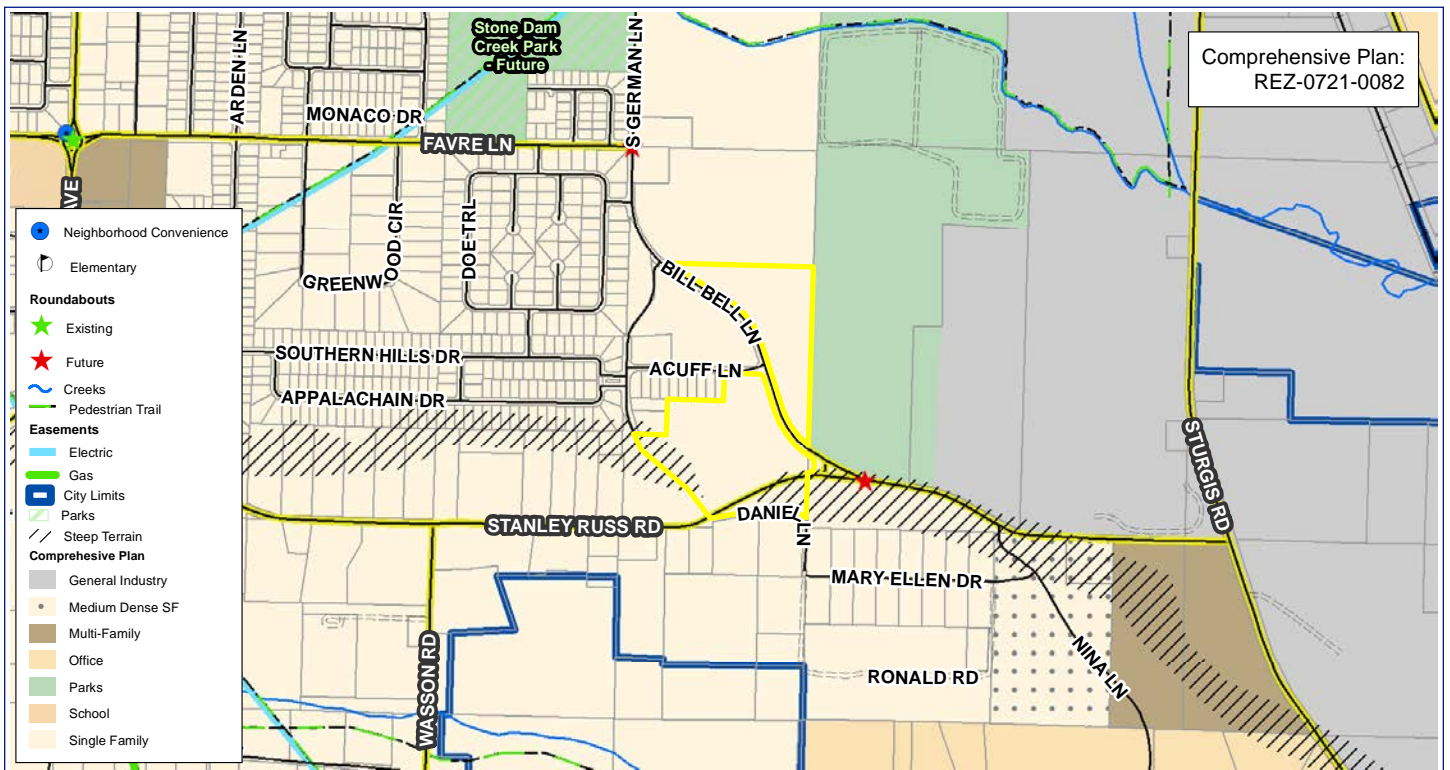 Stone Dam
Creek Park
- Future
S GERMAN LN
Comprehensive Plan:
REZ-0721-0082
ARDEN LN
MONACO DR
FAVRE LN
AVE
GREENWOOD CIR
DOE TRL
BILL BELL LN
SOUTHERN HILLS DR
ACUFF LN
APPALACHAIN DR
STURGIS RD
STANLEY RUSS RD
DANIEL LN
MARY ELLEN DR
WASSON RD
RONALD RD
NINA LN
Neighborhood Convenience
Elementary
Roundabouts
Existing
Future
Creeks
Pedestrian Trail
Easements
Electric
Gas
City Limits
Parks
Steep Terrain
Comprehesive Plan
General Industry
Medium Dense SF
Multi-Family
Office
Parks
School
Single Family